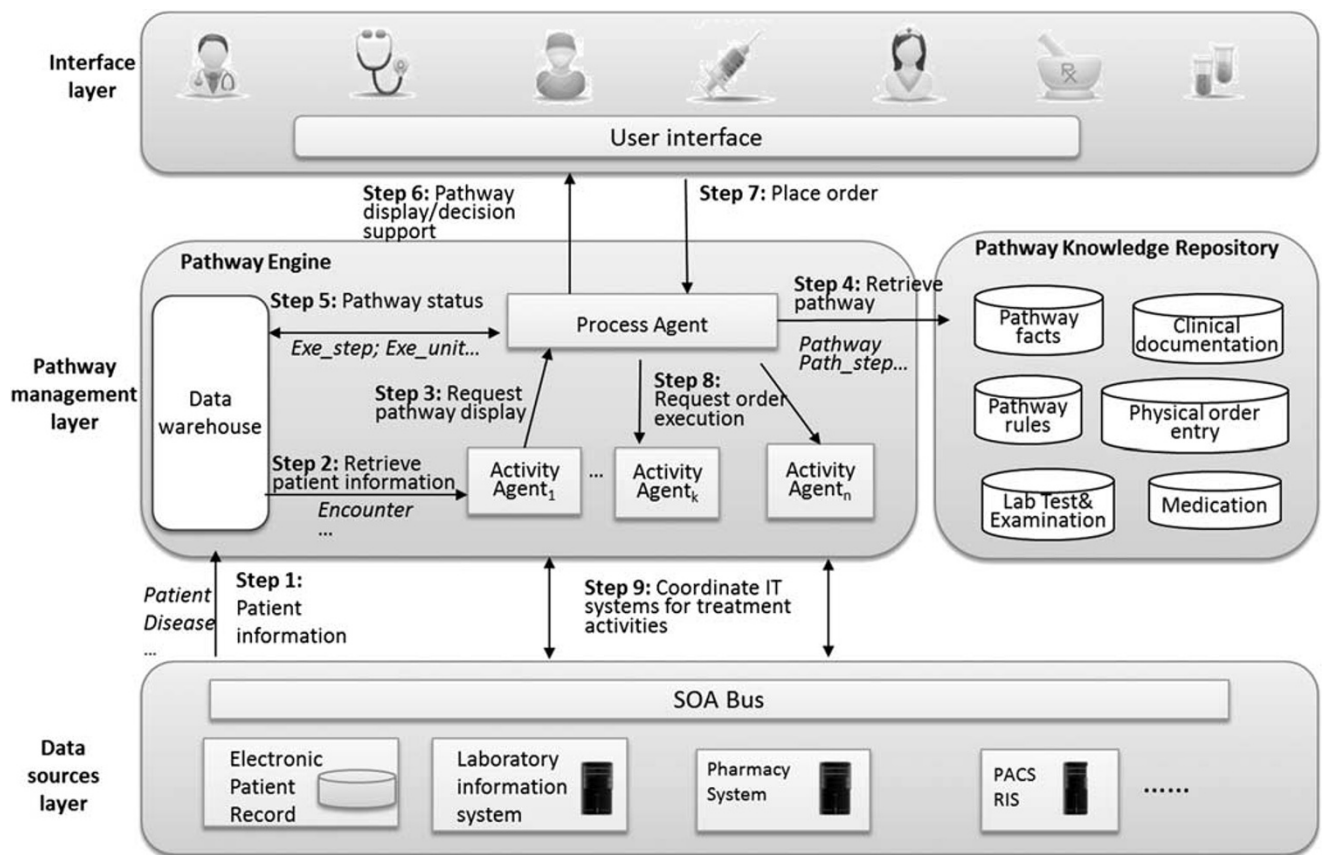 Interface
layer
R
X
User interface
Step 6: Pathway
display/decision
support
Step 7: Place order
Pathway Engine
Step 5: Pathway status
Exe_step; Exe_unit...
Process Agent
Step 4: Retrieve
pathway
Pathway
Path_step...
Pathway Knowledge Repository
Pathway
facts
Clinical
documentation
Pathway
rules
Physical order
entry
Lab Test&
Examination
Medication
Pathway
management
layer
Data
warehouse
Step 3: Request
pathway display
Step 8:
Request order
execution
Step 2: Retrieve
patient information
Encounter
...
Activity
Agent1
...
Activity
Agentk
Activity
Agentn
Patient
Disease
...
Step 1:
Patient
information
Step 9: Coordinate IT
systems for treatment
activities
Data
sources
layer
SOA Bus
Electronic
Patient
Record
Laboratory
information
system
Pharmacy
System
PACS
RIS
......